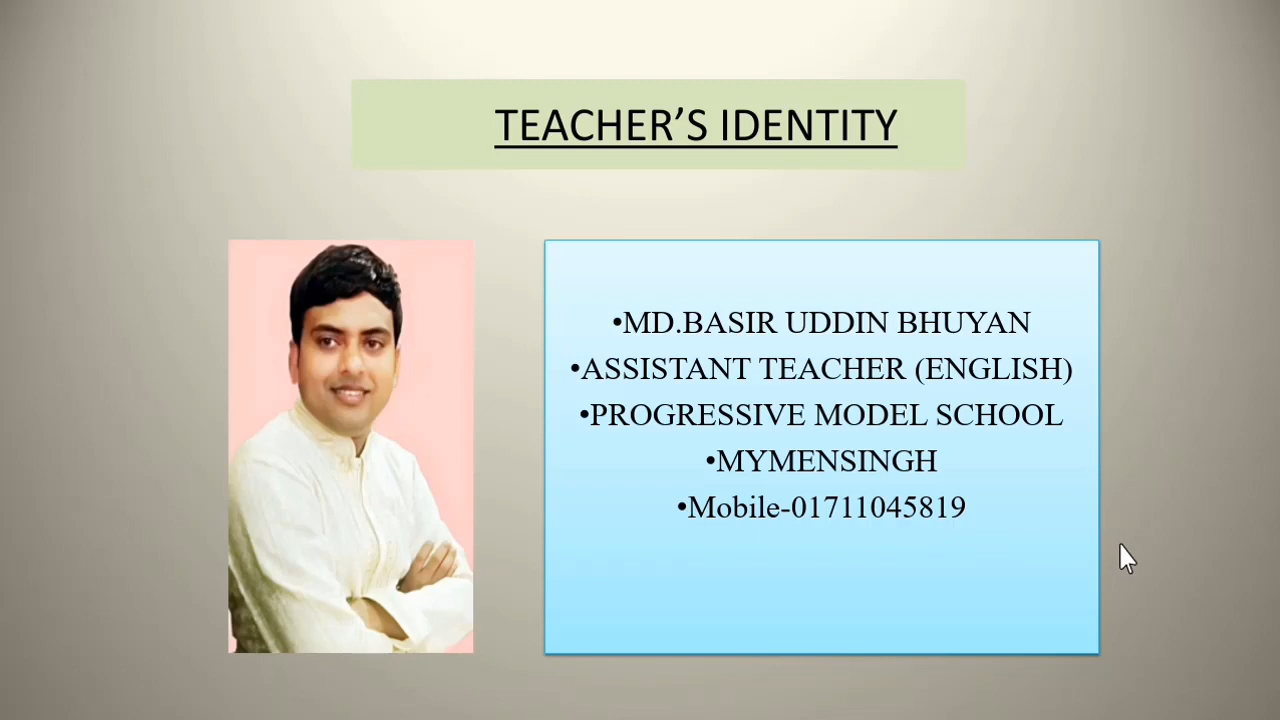 TEACHER’S IDENTITY
•MD.BASIR UDDIN BHUYAN
•ASSISTANT TEACHER (ENGLISH)
•PROGRESSIVE MODEL SCHOOL
•MYMENSINGH
•Mobile-01711045819